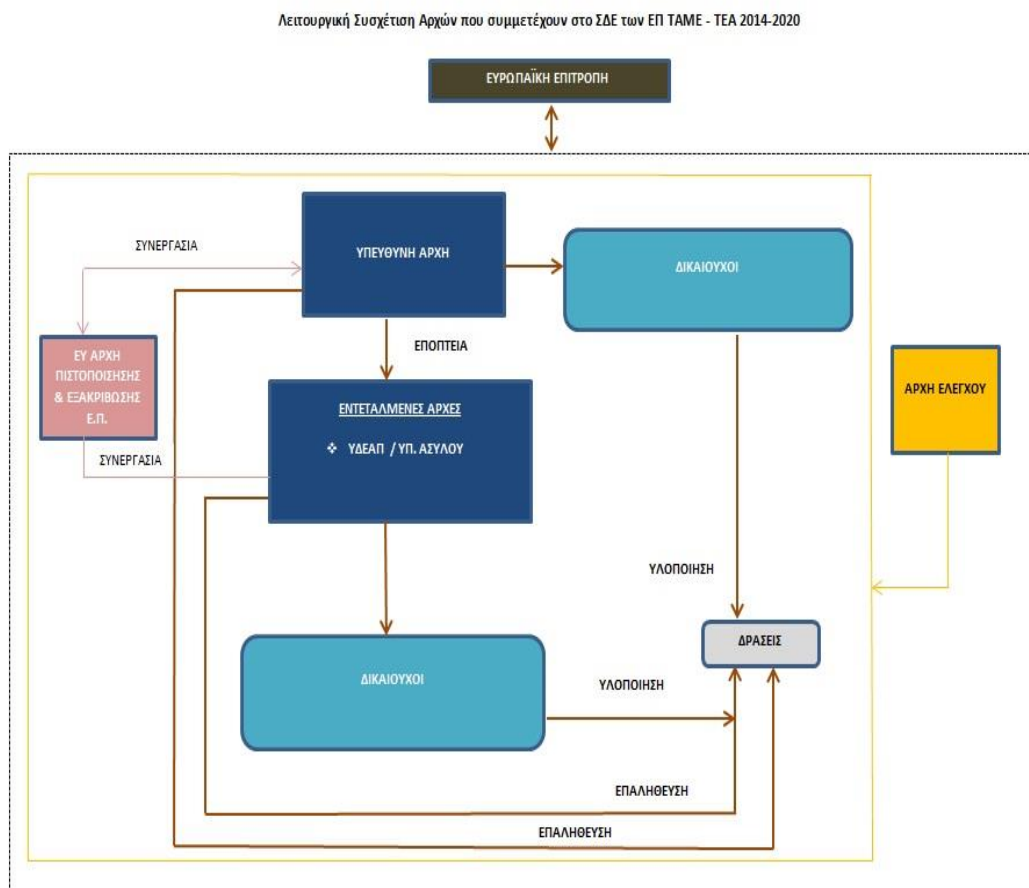 Λειτουργική Συσχέτιση Αρχών που συμμετέχουν στο ΣΔΕ των ΕΠ ΤΑΜΕ - ΤΕΑ 2014-2020
ΕΥΡΩΠΑΪΚΗ ΕΠΙΤΡΟΠΗ
ΣΥΝΕΡΓΑΣΙΑ
ΥΠΕΥΘΥΝΗ ΑΡΧΗ
ΔΙΚΑΙΟΥΧΟΙ
ΕΠΟΠΤΕΙΑ
ΕΥ ΑΡΧΗ
ΠΙΣΤΟΠΟΙΗΣΗΣ
& ΕΞΑΚΡΙΒΩΣΗΣ
Ε.Π.
ΑΡΧΗ ΕΛΕΓΧΟΥ
ΕΝΤΕΤΑΛΜΕΝΕΣ ΑΡΧΕΣ
❖ ΥΔΕΑΠ / ΥΠ. ΑΣΥΛΟΥ
ΣΥΝΕΡΓΑΣΙΑ
ΥΛΟΠΟΙΗΣΗ
ΔΡΑΣΕΙΣ
ΔΙΚΑΙΟΥΧΟΙ
ΥΛΟΠΟΙΗΣΗ
ΕΠΑΛΗΘΕΥΣΗ
ΕΠΑΛΗΘΕΥΣΗ